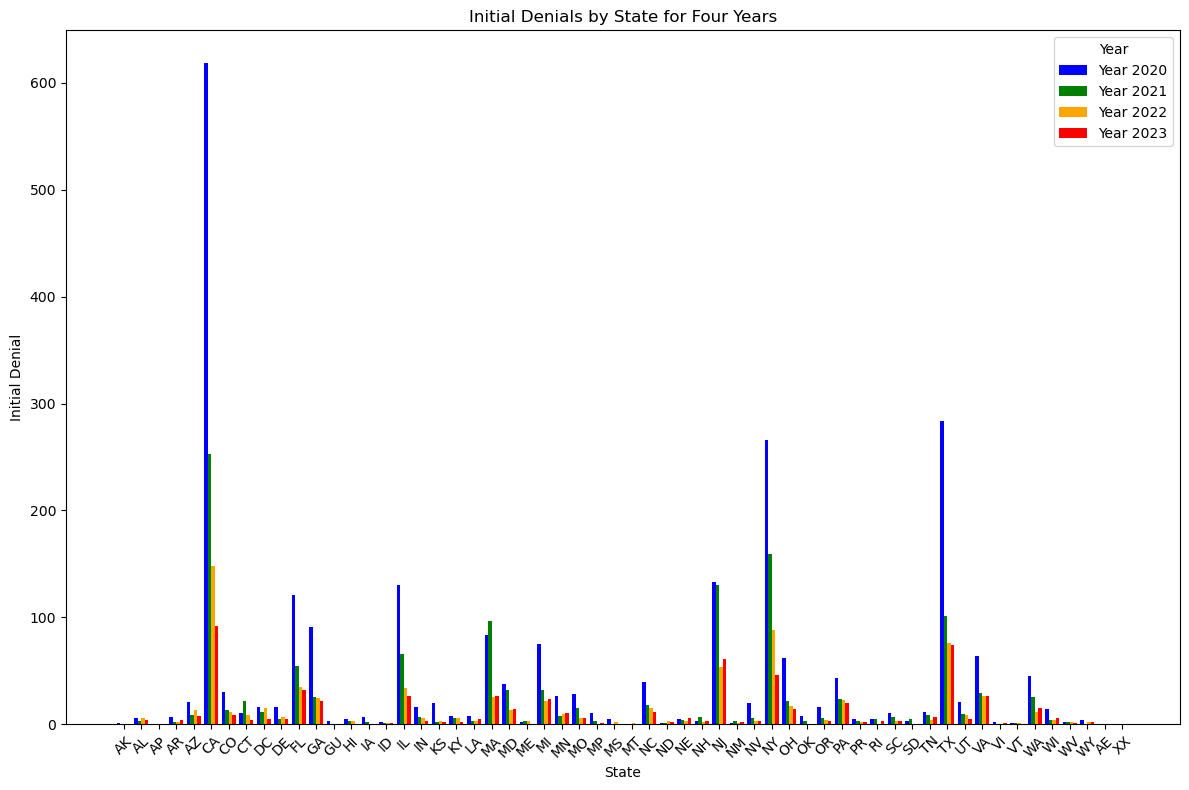 Initial Denials by State for Four Years
Year
Year 2020
Year 2021
Year 2022
Year 2023
600
500
400
300
200
100
0
Initial Denial
AK AL AP AR AZ CA CO CT DC DE FL GA GU HI IA ID IL IN KS KY LA MA MD ME MI MN MO MP MS MT NC ND NE NH NJ NM NV NY OH OK OR PA PR RI SC SD TN TX UT VA VI VT WA WI WV WY AE XX
State